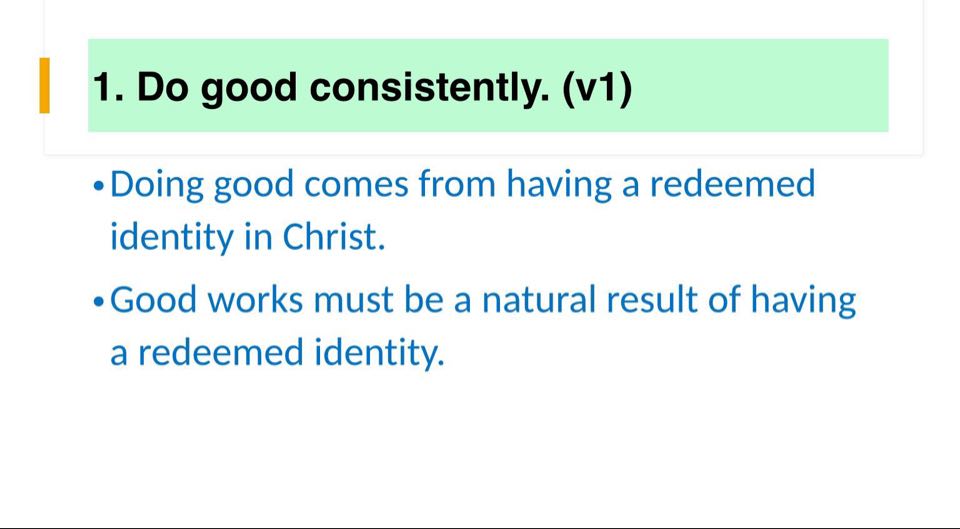 1. Do good consistently. (v1)
•Doing good comes from having a redeemed
identity in Christ.
•Good works must be a natural result of having
a redeemed identity.